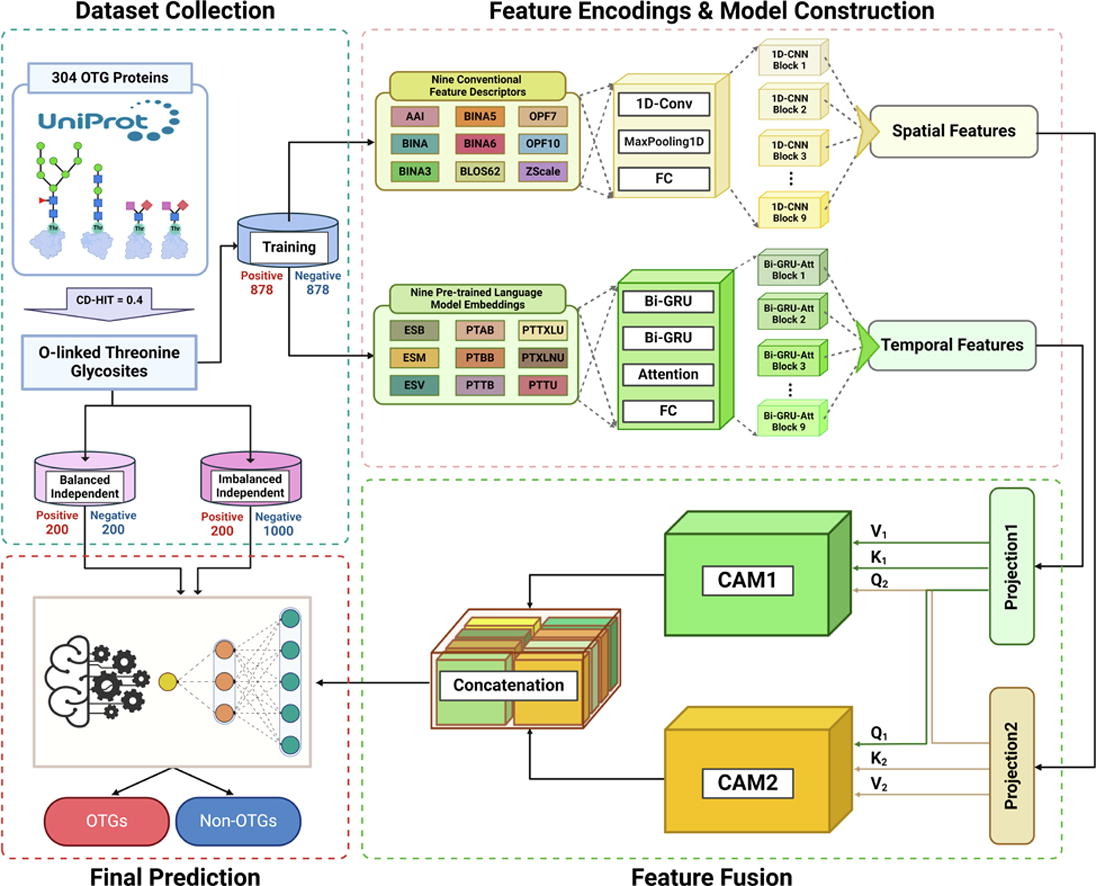 Dataset Collection
304 OTG Proteins
UniProt
Thr
Thr
Thr
Thr
CD-HIT = 0.4
O-linked Threonine
Glycosites
Training
Positive
878
Negative
878
Balanced
Independent
Positive
200
Negative
200
Imbalanced
Independent
Positive
200
Negative
1000
Feature Encodings & Model Construction
Nine Conventional
Feature Descriptors
AAI
BINA5
OPF7
BINA
BINA6
OPF10
BINA3
BLOS62
ZScale
1D-Conv
MaxPooling1D
FC
1D-CNN
Block 1
1D-CNN
Block 2
1D-CNN
Block 3
1D-CNN
Block 9
Spatial Features
Nine Pre-trained Language
Model Embeddings
ESB
PTAB
PTTXLU
ESM
PTBB
PTXLNU
ESV
PTTB
PTTU
Bi-GRU
Bi-GRU
Attention
FC
Bi-GRU-Att
Block 1
Bi-GRU-Att
Block 2
Bi-GRU-Att
Block 3
Bi-GRU-Att
Block 9
Temporal Features
Projection1
V1
K1
Q2
CAM1
Projection2
Q1
K2
V2
CAM2
Concatenation
Feature Fusion
OTGs
Non-OTGs
Final Prediction